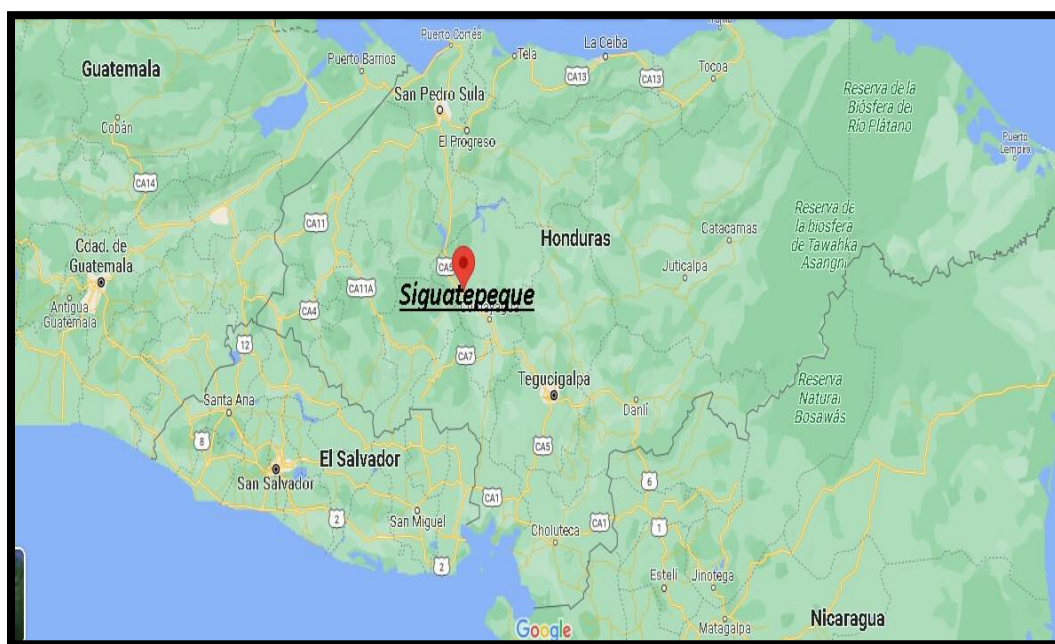 Puerto Cortés
La Ceiba
Guatemala
Puerto Barrios
Tela
CA13
CA13
Tocoa
San Pedro Sula
Reserva de la
Biósfera del
Río Plátano
Cobán
El Progreso
Puerto
Lempira
CA14
CA11
Reserva de
la biosfera
de Tawahka
Asangni
Catacamas
Cdad. de
Guatemala
Honduras
Juticalpa
CA5
CA11A
Siguatepeque
Antigua
Guatemala
CA4
12
CA7
Tegucigalpa
Reserva
Natural
Bosawás
Santa Ana
Danlí
8
El Salvador
CA5
San Salvador
6
CA1
San Miguel
2
CA1
1
Choluteca
2
Estelí
Jinotega
Nicaragua
Google
Matagalpa